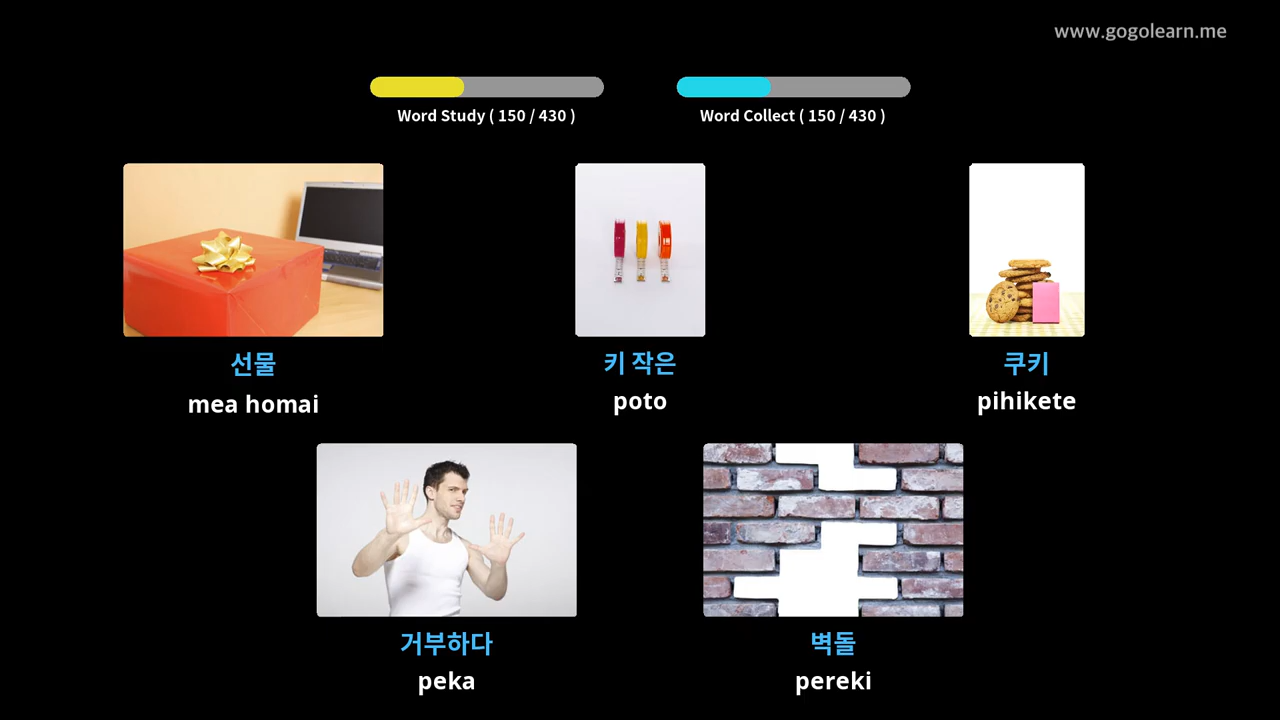 www.gogolearn.me
Word Study ( 150 / 430 )
Word Collect ( 150 / 430 )
선물
mea homai
키 작은
poto
쿠키
pihikete
거부하다
peka
벽돌
pereki